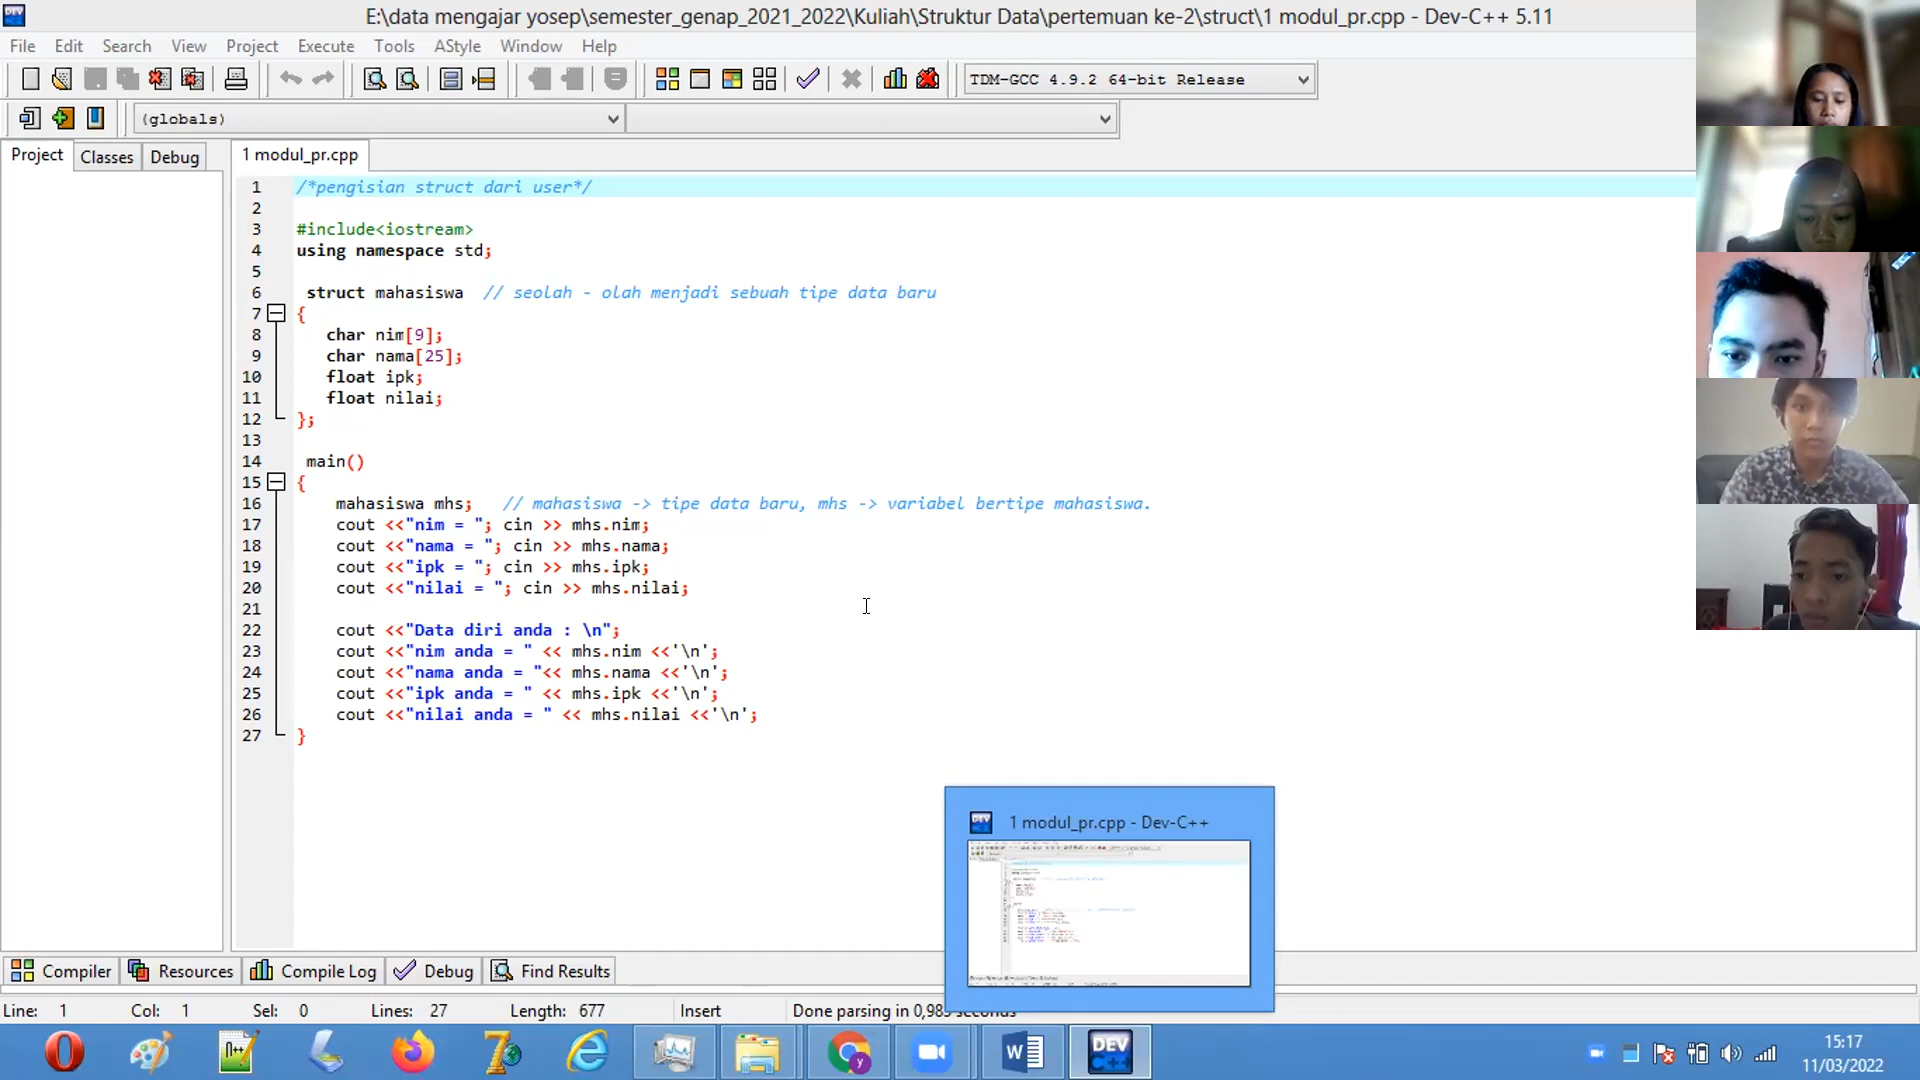 E:\data mengajar yosep\semester_genap_2021_2022\Kuliah\Struktur Data\pertemuan ke-2\struct\1 modul_pr.cpp - Dev-C++ 5.11
File Edit Search View Project Execute Tools AStyle Window Help
TDM-GCC 4.9.2 64-bit Release
(globals)
Project Classes Debug 1 modul_pr.cpp
1 /*pengisian struct dari user*/
2
3 #include<iostream>
4 using namespace std;
5
6 struct mahasiswa // seolah - olah menjadi sebuah tipe data baru
7 {
8 char nim[9];
9 char nama[25];
10 float ipk;
11 float nilai;
12 };
13
14 main()
15 {
16 mahasiswa mhs; // mahasiswa -> tipe data baru, mhs -> variabel bertipe mahasiswa.
17 cout <<"nim = "; cin >> mhs.nim;
18 cout <<"nama = "; cin >> mhs.nama;
19 cout <<"ipk = "; cin >> mhs.ipk;
20 cout <<"nilai = "; cin >> mhs.nilai;
21
22 cout <<"Data diri anda : \n";
23 cout <<"nim anda = " << mhs.nim <<'\n';
24 cout <<"nama anda = "<< mhs.nama <<'\n';
25 cout <<"ipk anda = " << mhs.ipk <<'\n';
26 cout <<"nilai anda = " << mhs.nilai <<'\n';
27 }
1 modul_pr.cpp - Dev-C++
Compiler Resources Compile Log Debug Find Results
Line: 1 Col: 1 Sel: 0 Lines: 27 Length: 677 Insert Done parsing in 0,985 seconds
15:17
11/03/2022